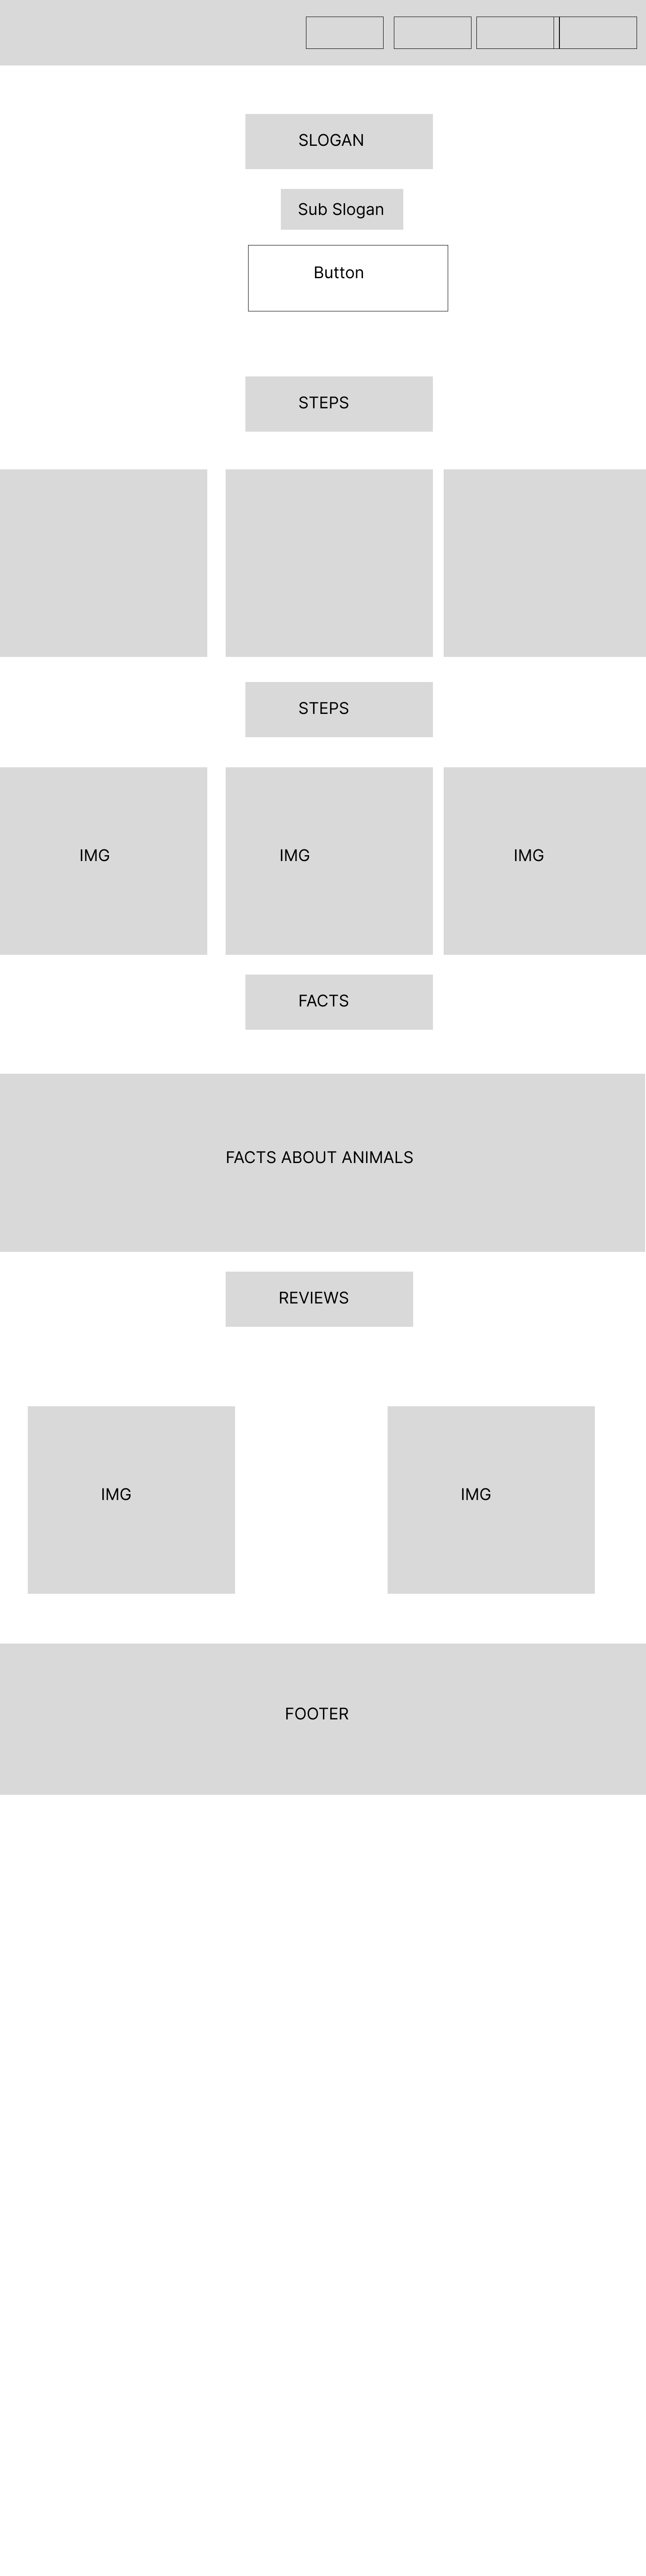 SLOGAN
Sub Slogan
Button
STEPS
STEPS
IMG
IMG
IMG
FACTS
FACTS ABOUT ANIMALS
REVIEWS
IMG
IMG
FOOTER